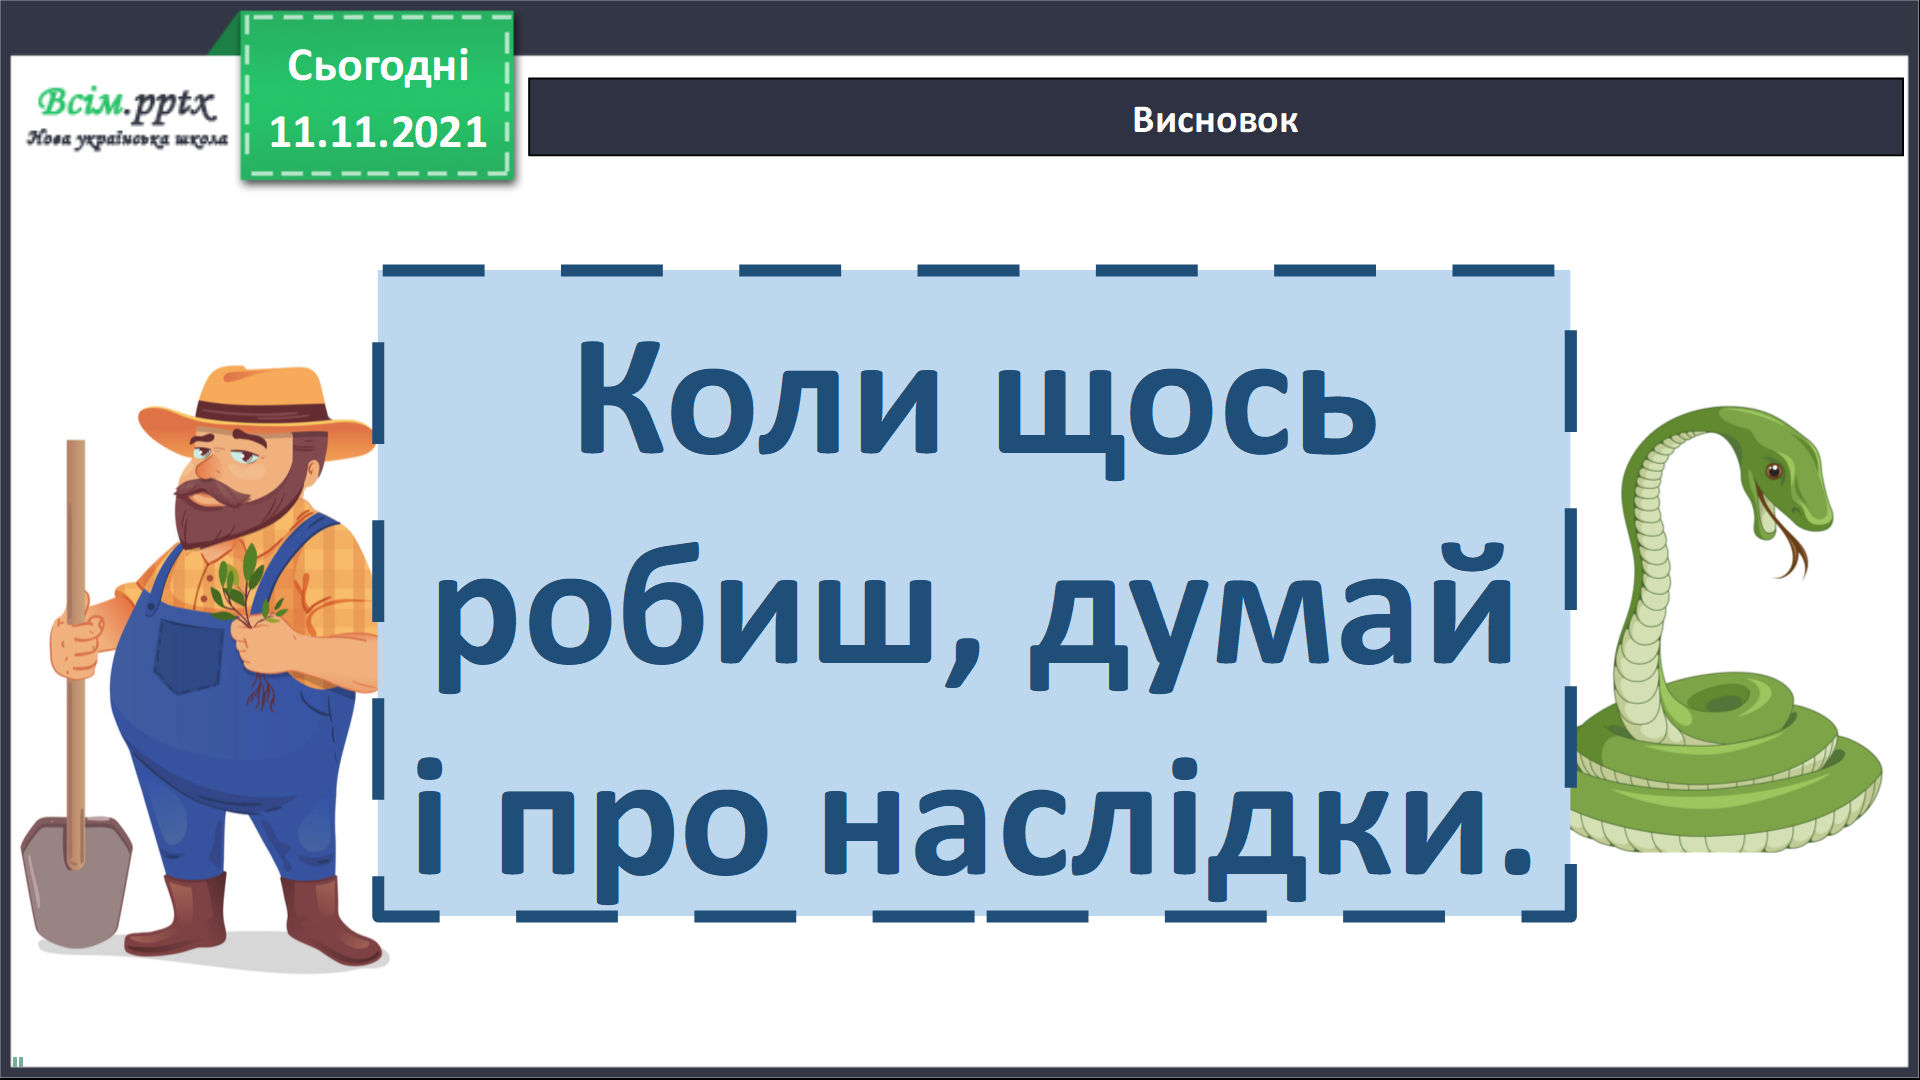 Всім.pptx
Нова українська школа
Сьогодні
11.11.2021
Висновок
Коли щось
робиш, думай
і про наслідки.